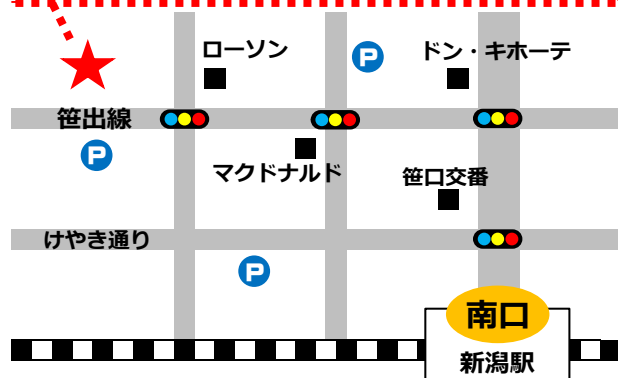 ローソン
P
ドン・キホーテ
笹出線
P
マクドナルド
笹口交番
けやき通り
P
南口
新潟駅